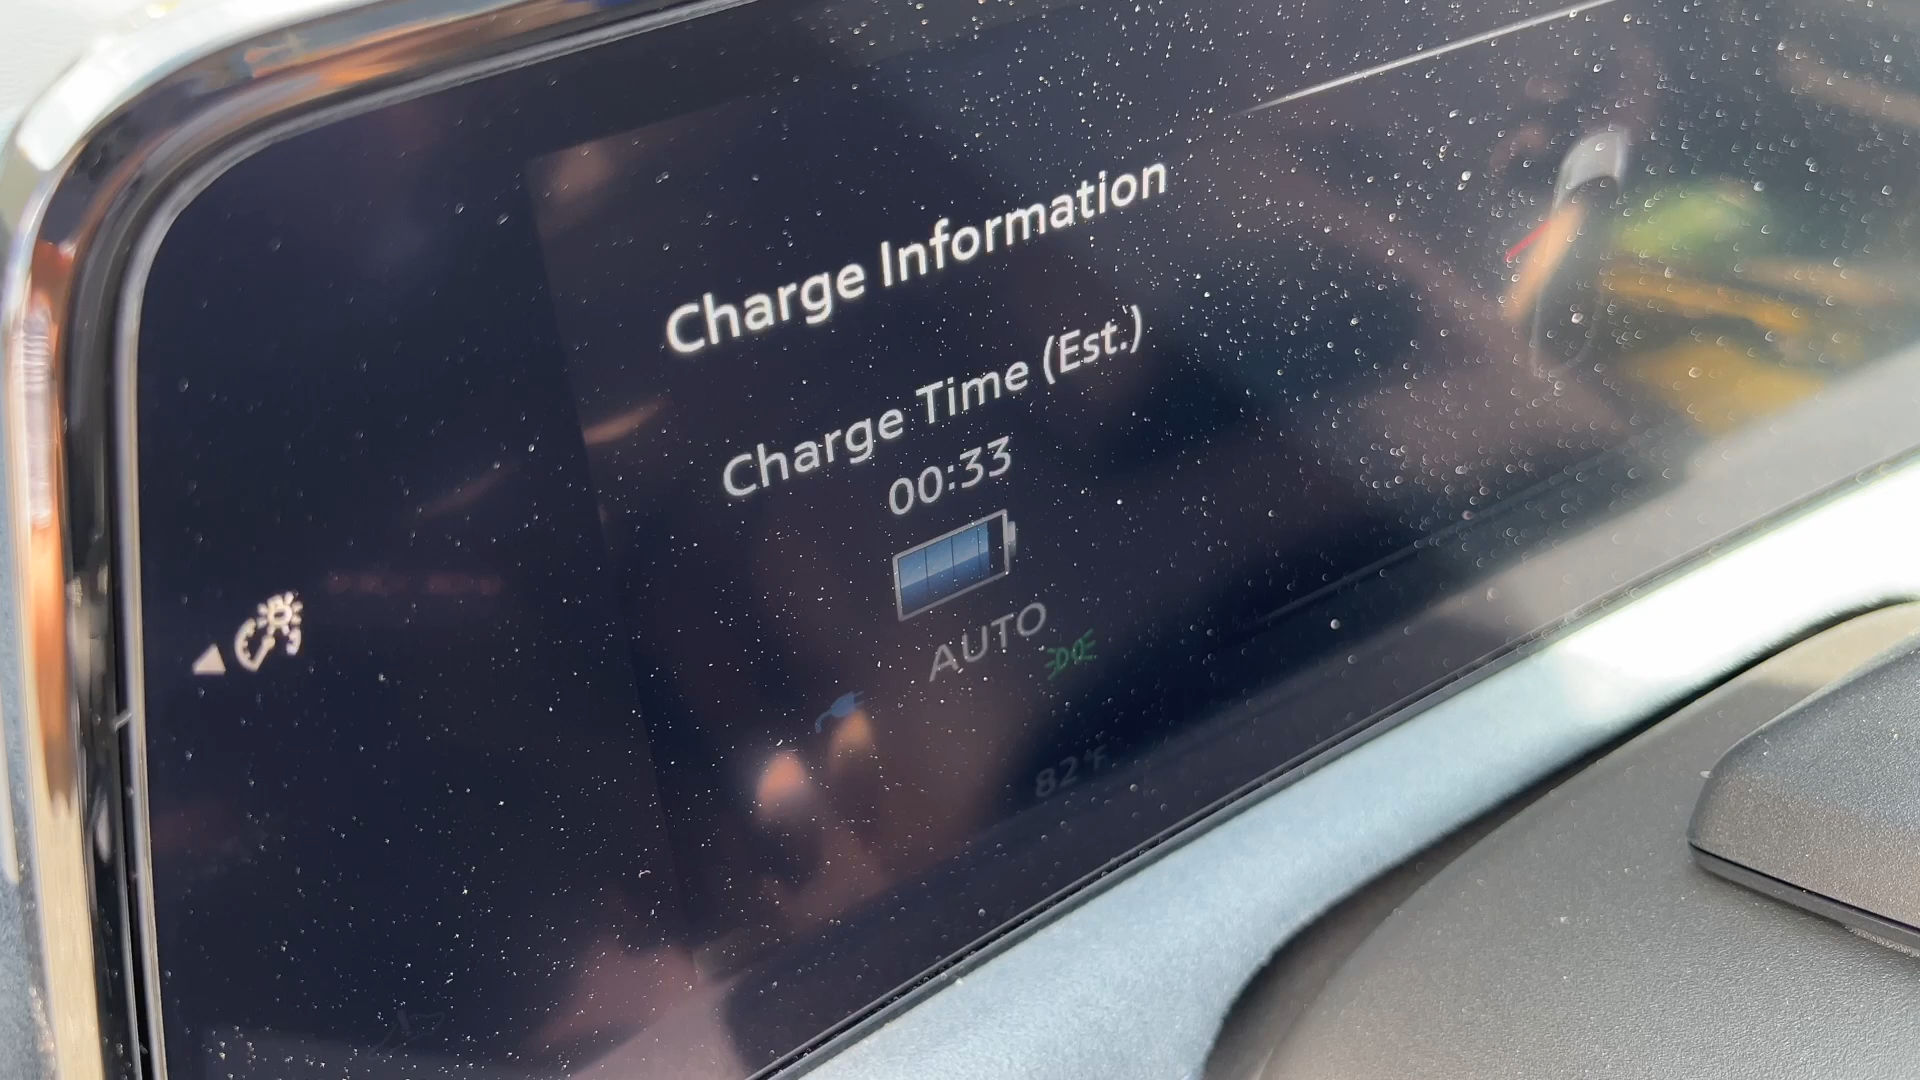 Charge Information
Charge Time (Est.)
00:33
AUTO
82°F